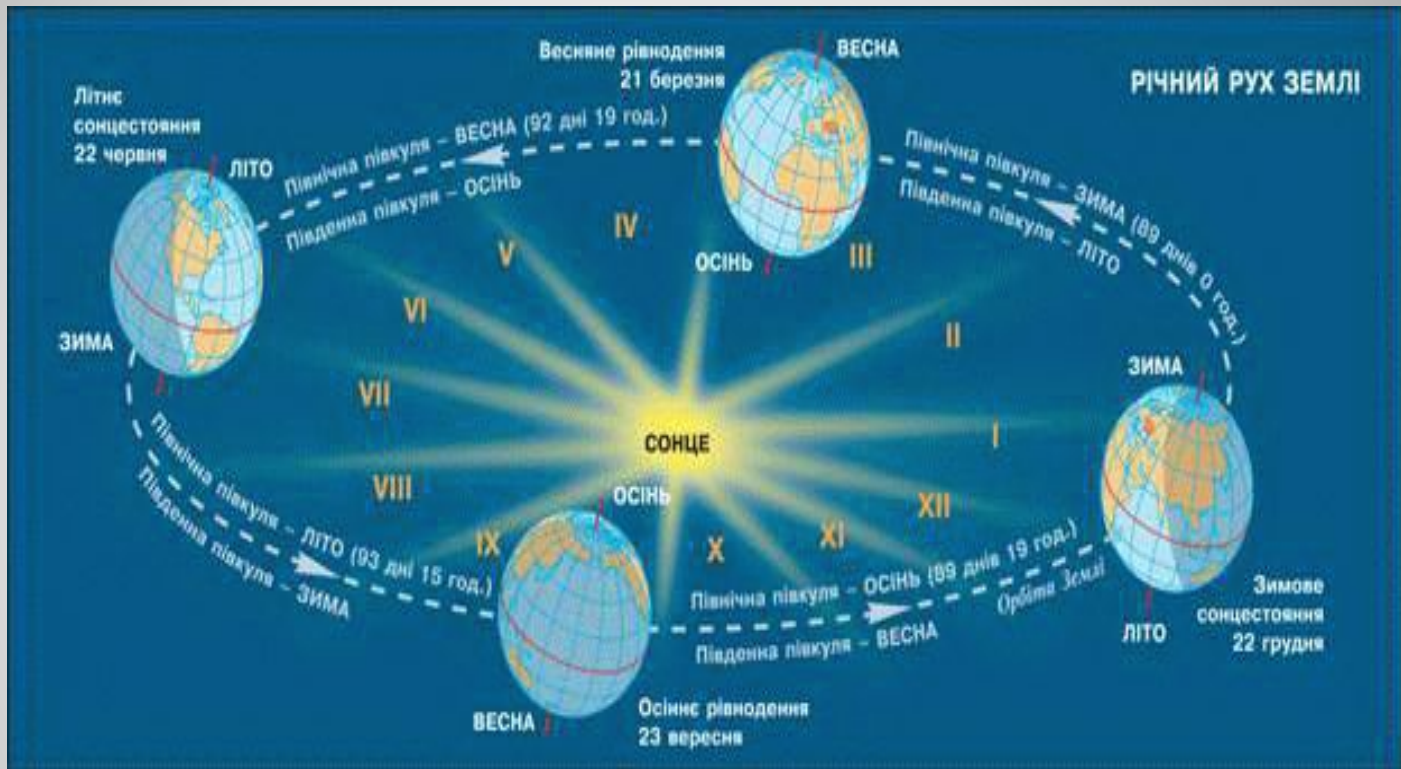 РІЧНИЙ РУХ ЗЕМЛІ
Весняне рівнодення
21 березня
ВЕСНА
ОСІНЬ
Літнє
сонцестояння
22 червня
ЛІТО
ЗИМА
Північна півкуля – ВЕСНА (92 дні 19 год.)
Південна півкуля – ОСІНЬ
Північна півкуля – ЗИМА (89 днів 0 год.)
Південна півкуля – ЛІТО
IV
V
III
VI
II
VII
I
VIII
XII
IX
X
XI
СОНЦЕ
ЗИМА
ЛІТО
Зимове
сонцестояння
22 грудня
Північна півкуля – ЛІТО (93 дні 15 год.)
Південна півкуля – ЗИМА
ОСІНЬ
ВЕСНА
Осіннє рівнодення
23 вересня
Північна півкуля – ОСІНЬ (89 днів 19 год.)
Південна півкуля – ВЕСНА
Орбіта Землі